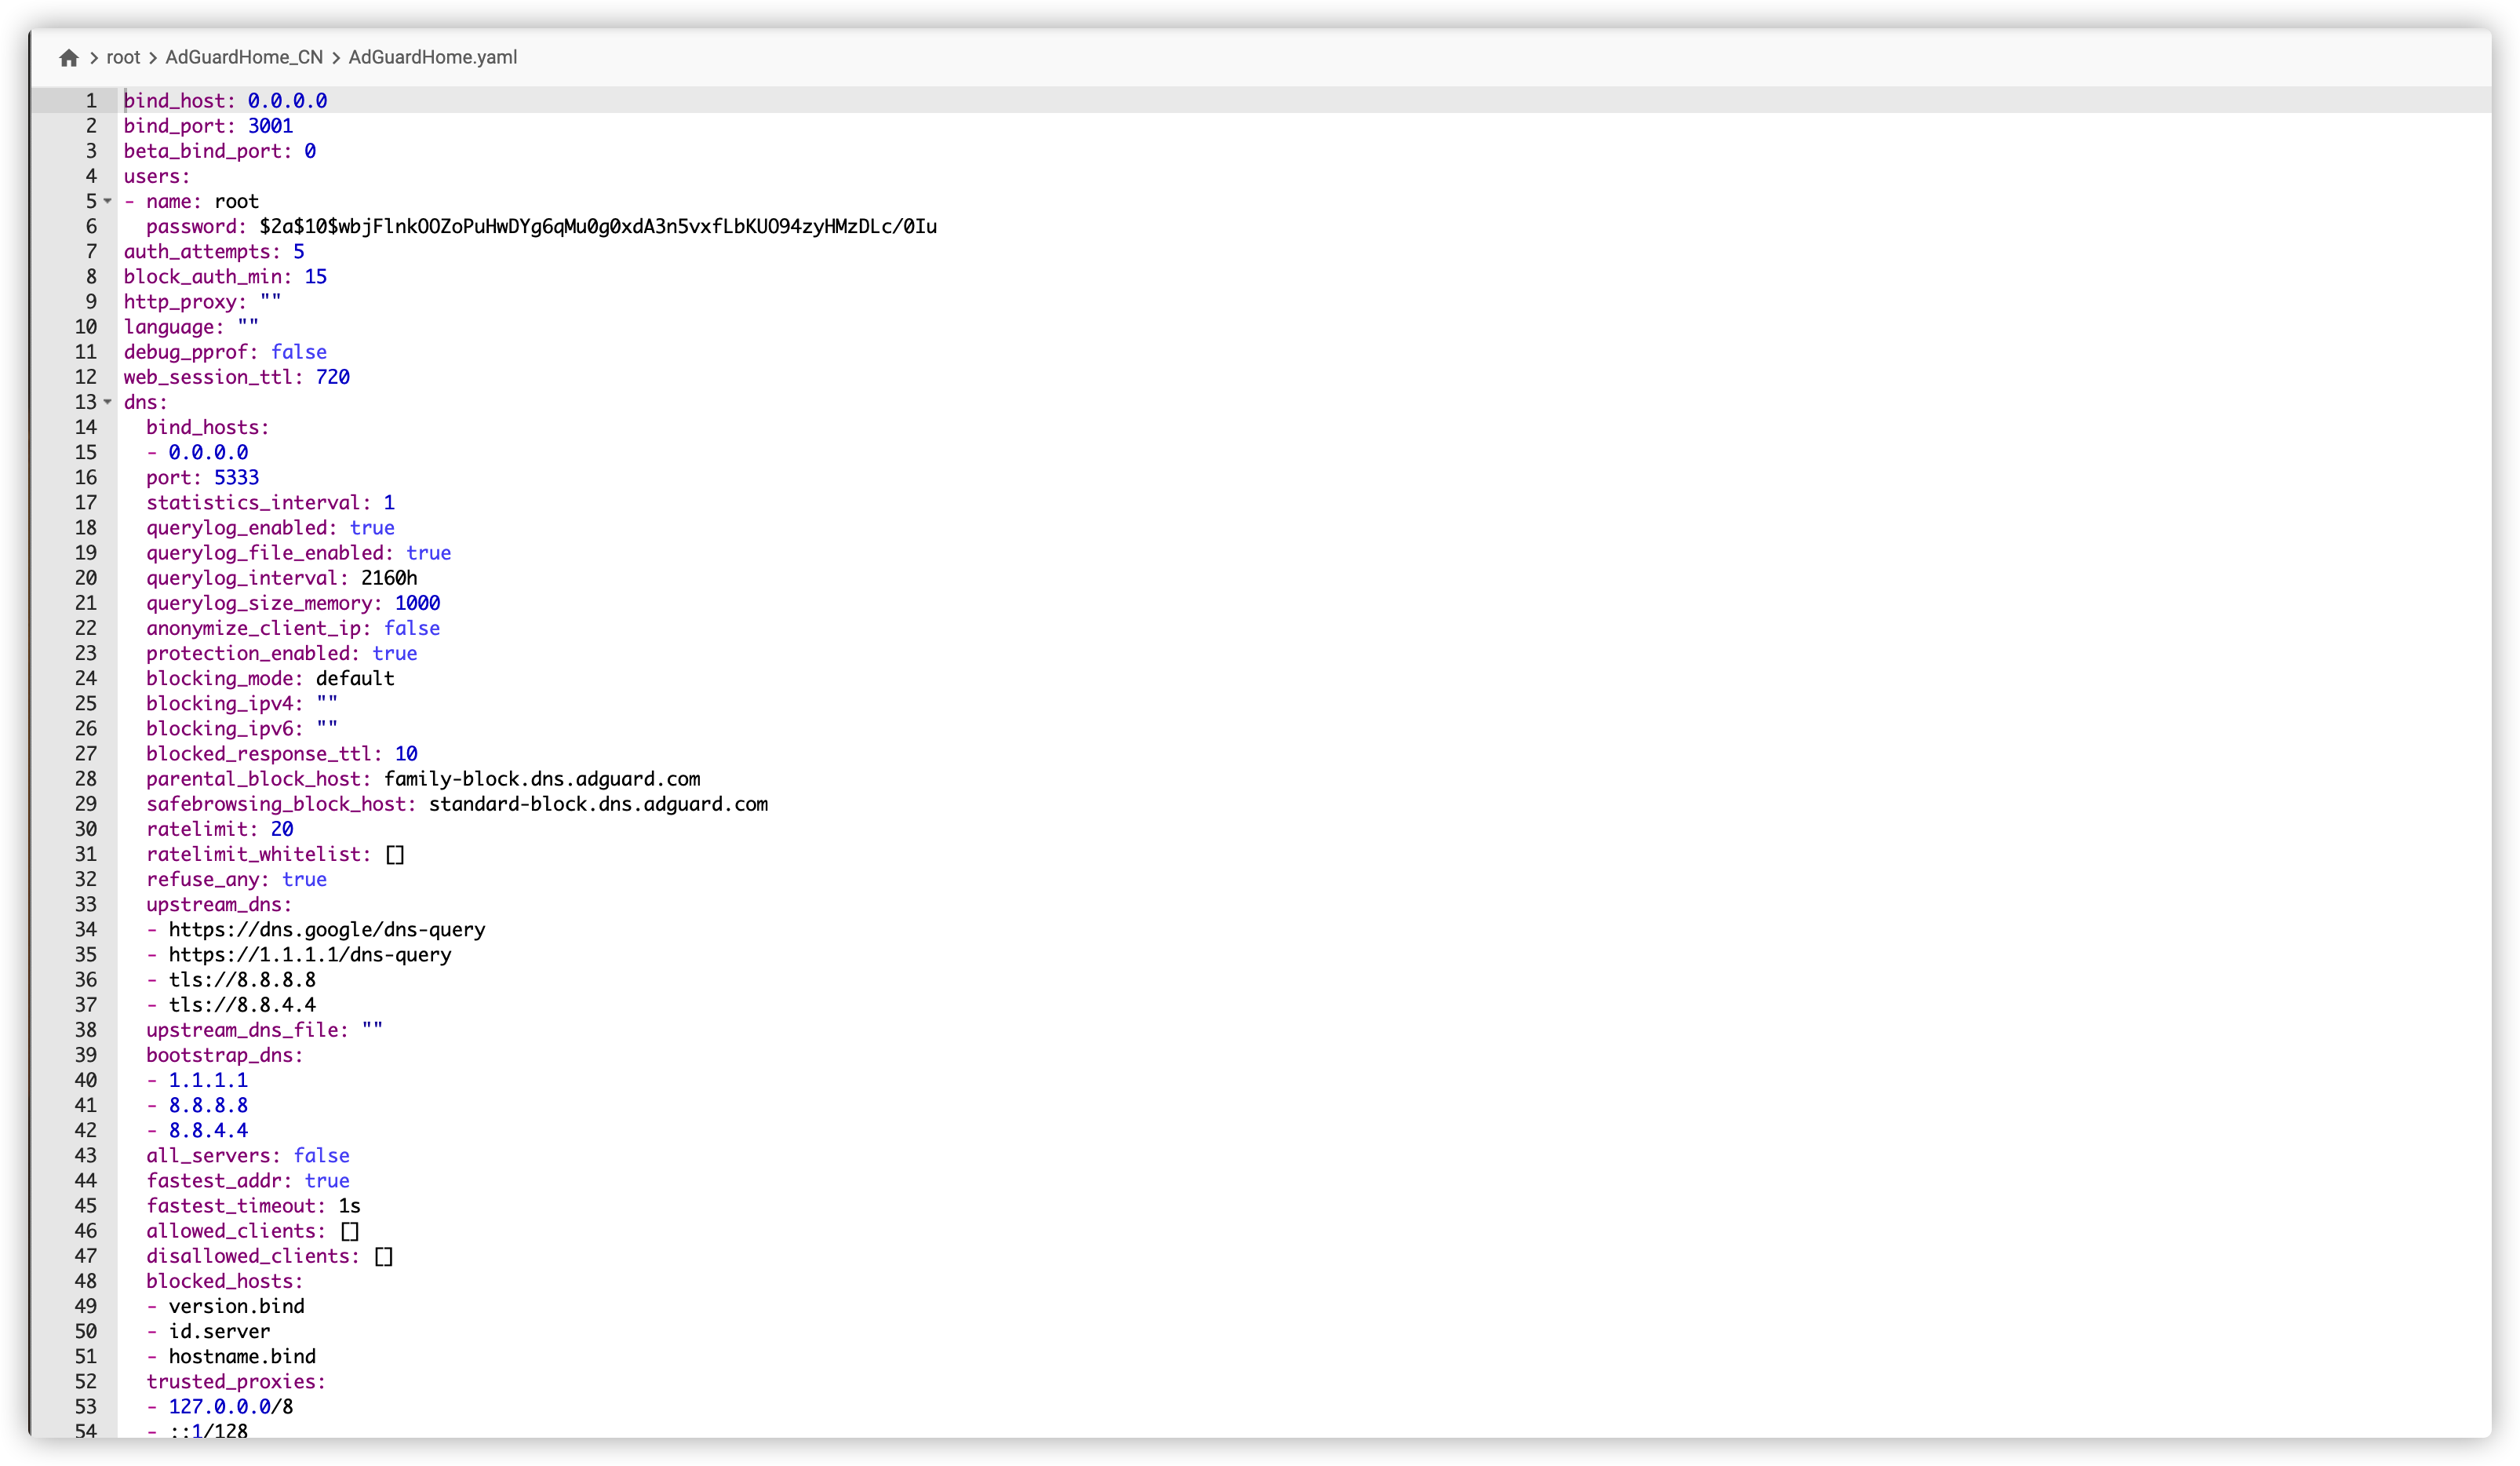 root > AdGuardHome_CN > AdGuardHome.yaml
1 bind_host: 0.0.0.0
2 bind_port: 3001
3 beta_bind_port: 0
4 users:
5 - name: root
6   password: $2a$10$wbjFlnkOOZoPuHwDYg6qMu0g0xdA3n5vxfLbKUO94zyHMzDLc/0Iu
7 auth_attempts: 5
8 block_auth_min: 15
9 http_proxy: ""
10 language: ""
11 debug_pprof: false
12 web_session_ttl: 720
13 dns:
14   bind_hosts:
15   - 0.0.0.0
16   port: 5333
17   statistics_interval: 1
18   querylog_enabled: true
19   querylog_file_enabled: true
20   querylog_interval: 2160h
21   querylog_size_memory: 1000
22   anonymize_client_ip: false
23   protection_enabled: true
24   blocking_mode: default
25   blocking_ipv4: ""
26   blocking_ipv6: ""
27   blocked_response_ttl: 10
28   parental_block_host: family-block.dns.adguard.com
29   safebrowsing_block_host: standard-block.dns.adguard.com
30   ratelimit: 20
31   ratelimit_whitelist: []
32   refuse_any: true
33   upstream_dns:
34   - https://dns.google/dns-query
35   - https://1.1.1.1/dns-query
36   - tls://8.8.8.8
37   - tls://8.8.4.4
38   upstream_dns_file: ""
39   bootstrap_dns:
40   - 1.1.1.1
41   - 8.8.8.8
42   - 8.8.4.4
43   all_servers: false
44   fastest_addr: true
45   fastest_timeout: 1s
46   allowed_clients: []
47   disallowed_clients: []
48   blocked_hosts:
49   - version.bind
50   - id.server
51   - hostname.bind
52   trusted_proxies:
53   - 127.0.0.0/8
54   - ::1/128